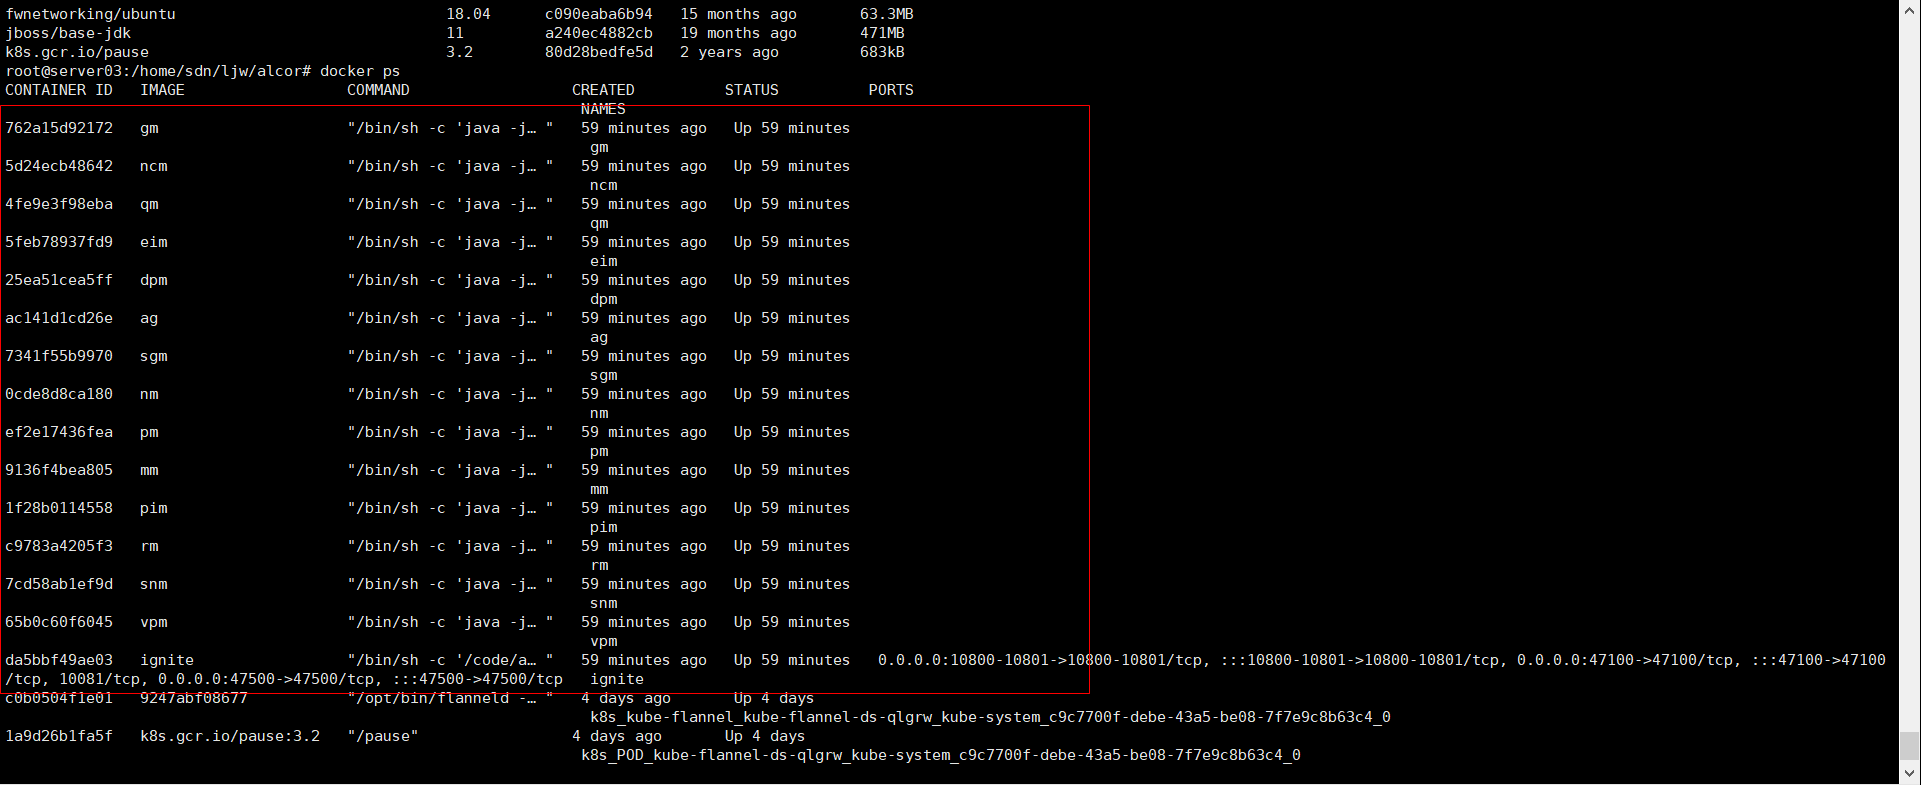 fwnetworking/ubuntu 18.04 c090eaba6b94 15 months ago 63.3MB
jboss/base-jdk 11 a240ec4882cb 19 months ago 471MB
k8s.gcr.io/pause 3.2 80d28bedfe5d 2 years ago 683kB
root@server03:/home/sdn/ljw/alcor# docker ps
CONTAINER ID IMAGE COMMAND CREATED STATUS PORTS
NAMES
762a15d92172 gm "/bin/sh -c 'java -j… " 59 minutes ago Up 59 minutes
gm
5d24ecb48642 ncm "/bin/sh -c 'java -j… " 59 minutes ago Up 59 minutes
ncm
4fe9e3f98eba qm "/bin/sh -c 'java -j… " 59 minutes ago Up 59 minutes
qm
5feb78937fd9 eim "/bin/sh -c 'java -j… " 59 minutes ago Up 59 minutes
eim
25ea51cea5ff dpm "/bin/sh -c 'java -j… " 59 minutes ago Up 59 minutes
dpm
ac141d1cd26e ag "/bin/sh -c 'java -j… " 59 minutes ago Up 59 minutes
ag
7341f55b9970 sgm "/bin/sh -c 'java -j… " 59 minutes ago Up 59 minutes
sgm
0cde8d8ca180 nm "/bin/sh -c 'java -j… " 59 minutes ago Up 59 minutes
nm
ef2e17436fea pm "/bin/sh -c 'java -j… " 59 minutes ago Up 59 minutes
pm
9136f4bea805 mm "/bin/sh -c 'java -j… " 59 minutes ago Up 59 minutes
mm
1f28b0114558 pim "/bin/sh -c 'java -j… " 59 minutes ago Up 59 minutes
pim
c9783a4205f3 rm "/bin/sh -c 'java -j… " 59 minutes ago Up 59 minutes
rm
7cd58ab1ef9d snm "/bin/sh -c 'java -j… " 59 minutes ago Up 59 minutes
snm
65b0c60f6045 vpm "/bin/sh -c 'java -j… " 59 minutes ago Up 59 minutes
vpm
da5bbf49ae03 ignite "/bin/sh -c '/code/a… " 59 minutes ago Up 59 minutes 0.0.0.0:10800-10801->10800-10801/tcp, :::10800-10801->10800-10801/tcp, 0.0.0.0:47100->47100/tcp, :::47100->47100
/tcp, 10081/tcp, 0.0.0.0:47500->47500/tcp, :::47500->47500/tcp ignite
c0b0504f1e01 9247abf08677 "/opt/bin/flanneld -… " 4 days ago Up 4 days
k8s_kube-flannel_kube-flannel-ds-qlgrw_kube-system_c9c7700f-debe-43a5-be08-7f7e9c8b63c4_0
1a9d26b1fa5f k8s.gcr.io/pause:3.2 "/pause" 4 days ago Up 4 days
k8s_POD_kube-flannel-ds-qlgrw_kube-system_c9c7700f-debe-43a5-be08-7f7e9c8b63c4_0